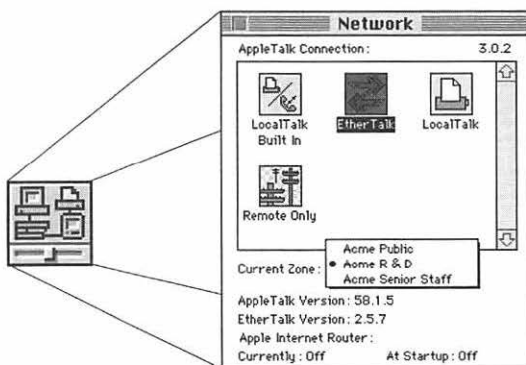 Network
AppleTalk Connection: 3.0.2
LocalTalk Built In
EtherTalk
LocalTalk
Remote Only
Acme Public
Current Zone: • Acme R & D
Acme Senior Staff
AppleTalk Version: 58.1.5
EtherTalk Version: 2.5.7
Apple Internet Router:
Currently: Off At Startup: Off